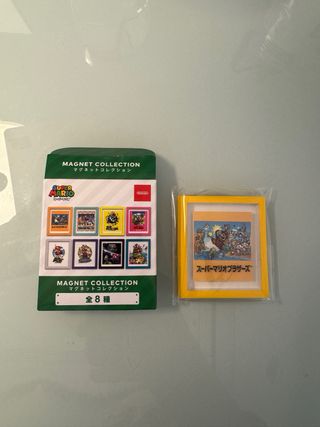 MAGNET COLLECTION
マグネットコレクション
SUPER
MARIO
Nintendo
MAGNET COLLECTION
マグネットコレクション
全8種
スーパーマリオブラザーズ